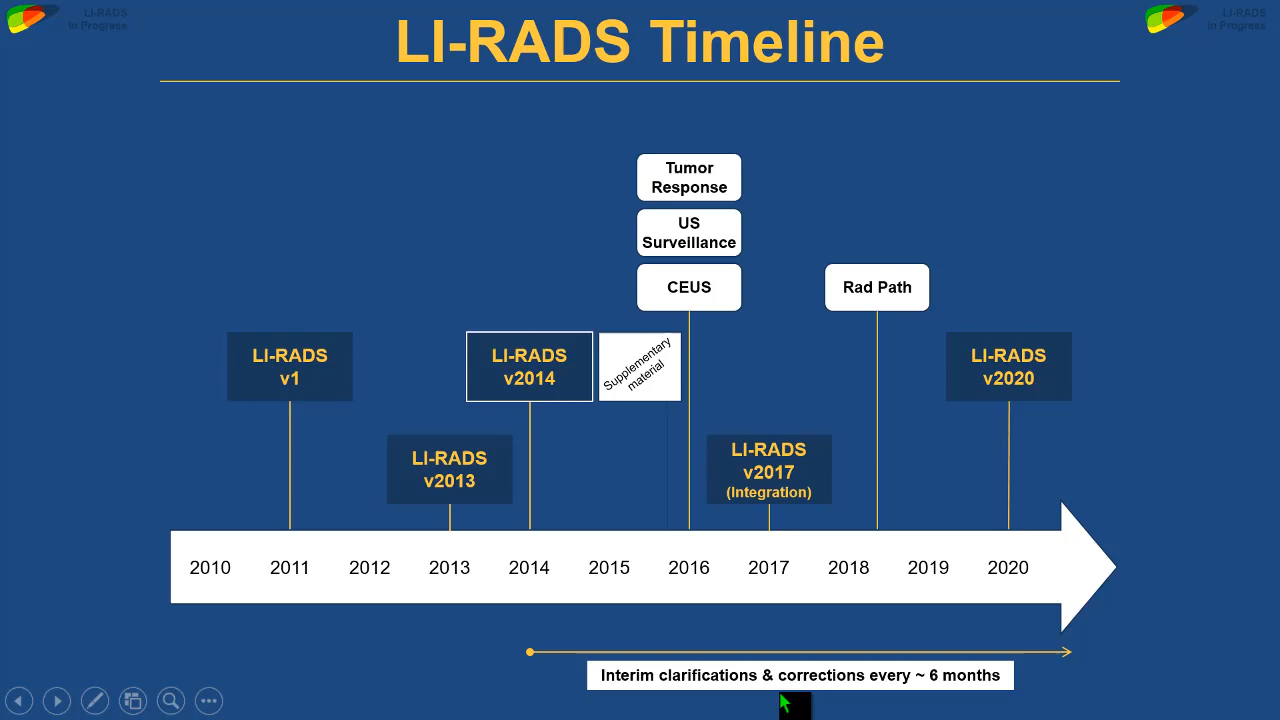 LI-RADS
In Progress
LI-RADS Timeline
LI-RADS
In Progress
Tumor
Response
US
Surveillance
CEUS
Rad Path
LI-RADS
v1
LI-RADS
v2014
Supplementary
material
LI-RADS
v2020
LI-RADS
v2013
LI-RADS
v2017
(integration)
2010 2011 2012 2013 2014 2015 2016 2017 2018 2019 2020
Interim clarifications & corrections every ~ 6 months